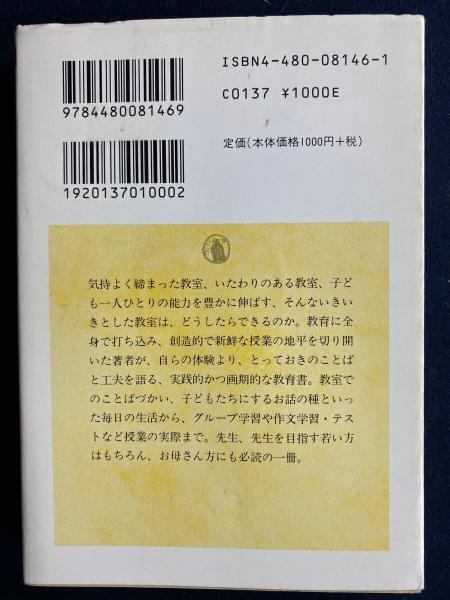 ISBN4-480-08146-1
9784480081469
C0137 ¥1000E
定価(本体価格1000円+税)
1920137010002
気持よく締まった教室、いたわりのある教室、子ど
も一人ひとりの能力を豊かに伸ばす、そんないきい
きとした教室は、どうしたらできるのか。教育に全
身で打ち込み、創造的で新鮮な授業の地平を切り開
いた著者が、自らの体験より、とっておきのことば
と工夫を語る、実践的かつ画期的な教育書。教室で
のことばづかい、子どもたちにするお話の種といっ
た毎日の生活から、グループ学習や作文学習・テス
トなど授業の実際まで。先生、先生を目指す若い方
はもちろん、お母さん方にも必読の一冊。